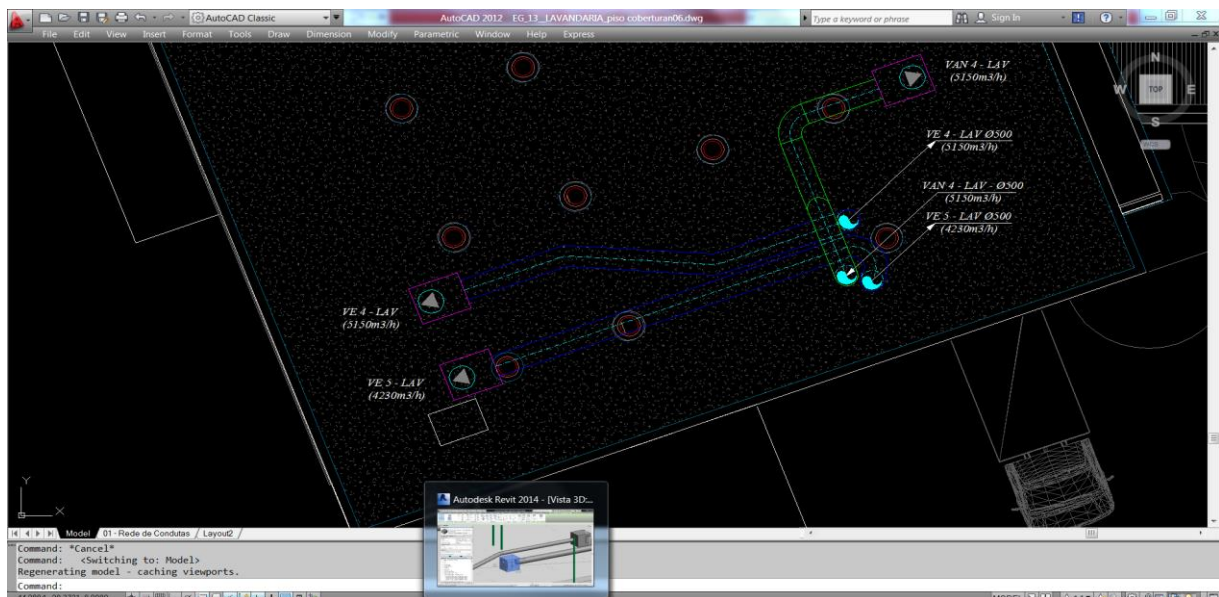 AutoCAD Classic
AutoCAD 2012 EG_13_LAVANDARIA_piso coberturan06.dwg
Type a keyword or phrase
Sign In
File Edit View Insert Format Tools Draw Dimension Modify Parametric Window Help Express
VAN 4 - LAV
(5150m3/h)
N
W TOP E
S
VE 4 - LAV Ø500
(5150m3/h)
VAN 4 - LAV - Ø500
(5150m3/h)
VE 5 - LAV Ø500
(4230m3/h)
VE 4 - LAV
(5150m3/h)
VE 5 - LAV
(4230m3/h)
Y
X
Autodesk Revit 2014 - [Vista 3D:...
Model 01 - Rede de Condutas Layout2
Command: *Cancel*
Command: <Switching to: Model>
Regenerating model - caching viewports.
Command: